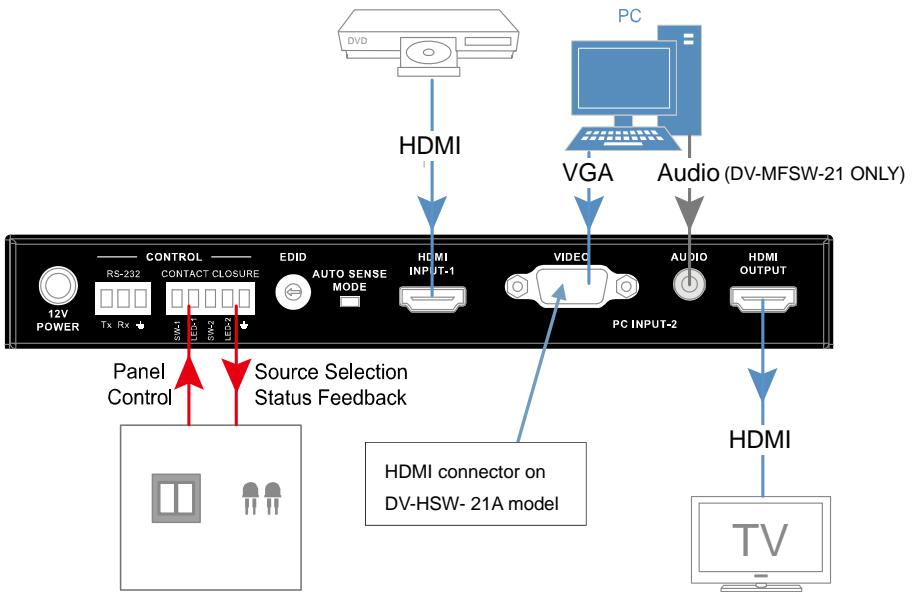 PC
DVD
HDMI
VGA
Audio (DV-MFSW-21 ONLY)
CONTROL
RS-232
CONTACT CLOSURE
EDID
AUTO SENSE
MODE
HDMI
INPUT-1
VIDEO
AUDIO
HDMI
OUTPUT
12V
POWER
Tx Rx
SW-1
LED-1
SW-2
LED-2
PC INPUT-2
Panel
Control
Source Selection
Status Feedback
HDMI connector on
DV-HSW- 21A model
HDMI
TV